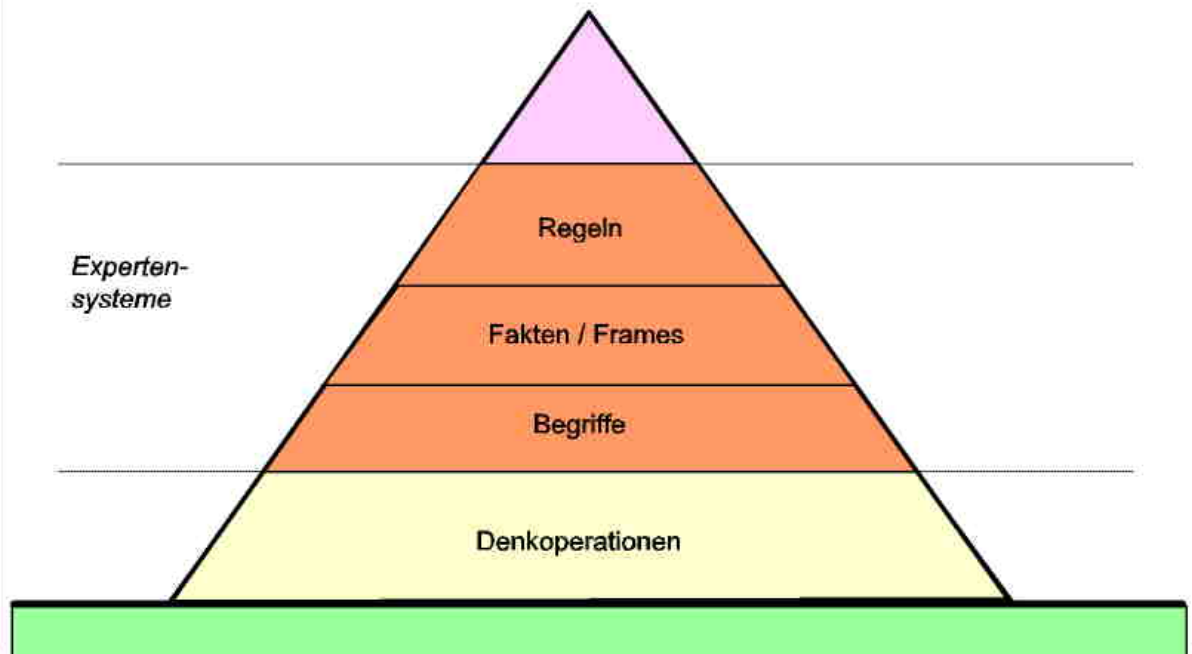 Regeln
Experten-
systeme
Fakten / Frames
Begriffe
Denkoperationen